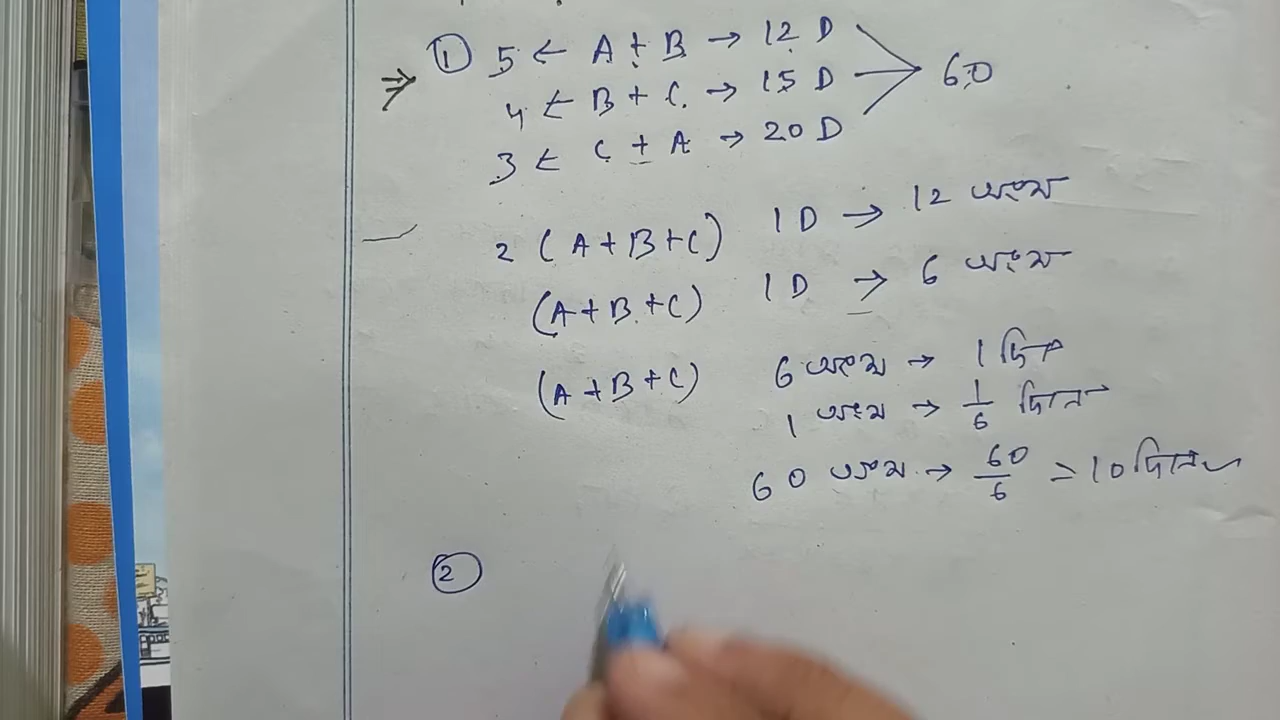 ① 5 ← A + B → 12 D
4 ← B + C → 15 D 60
3 ← C + A → 20 D
2 (A+B+C) 1 D → 12 অংশ
(A+B+C) 1 D → 6 অংশ
(A+B+C) 6 অংশ → 1 দিনে
1 অংশ → 1/6 দিনে
60 অংশ → 60/6 = 10 দিনে
②